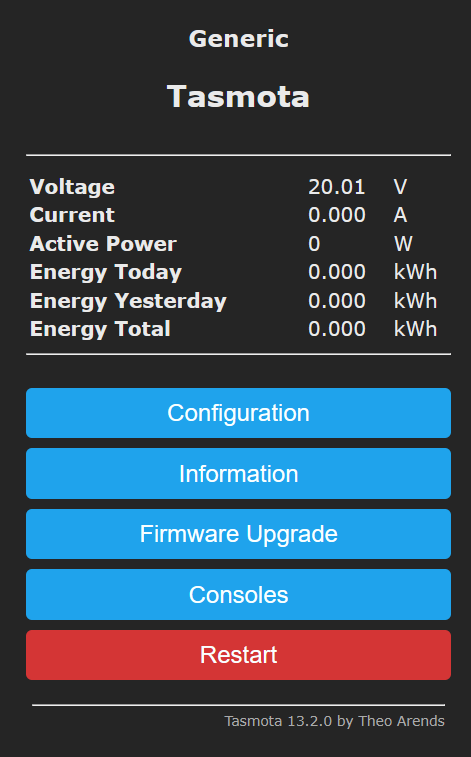 Generic
Tasmota
Voltage 20.01 V
Current 0.000 A
Active Power 0 W
Energy Today 0.000 kWh
Energy Yesterday 0.000 kWh
Energy Total 0.000 kWh
Configuration
Information
Firmware Upgrade
Consoles
Restart
Tasmota 13.2.0 by Theo Arends